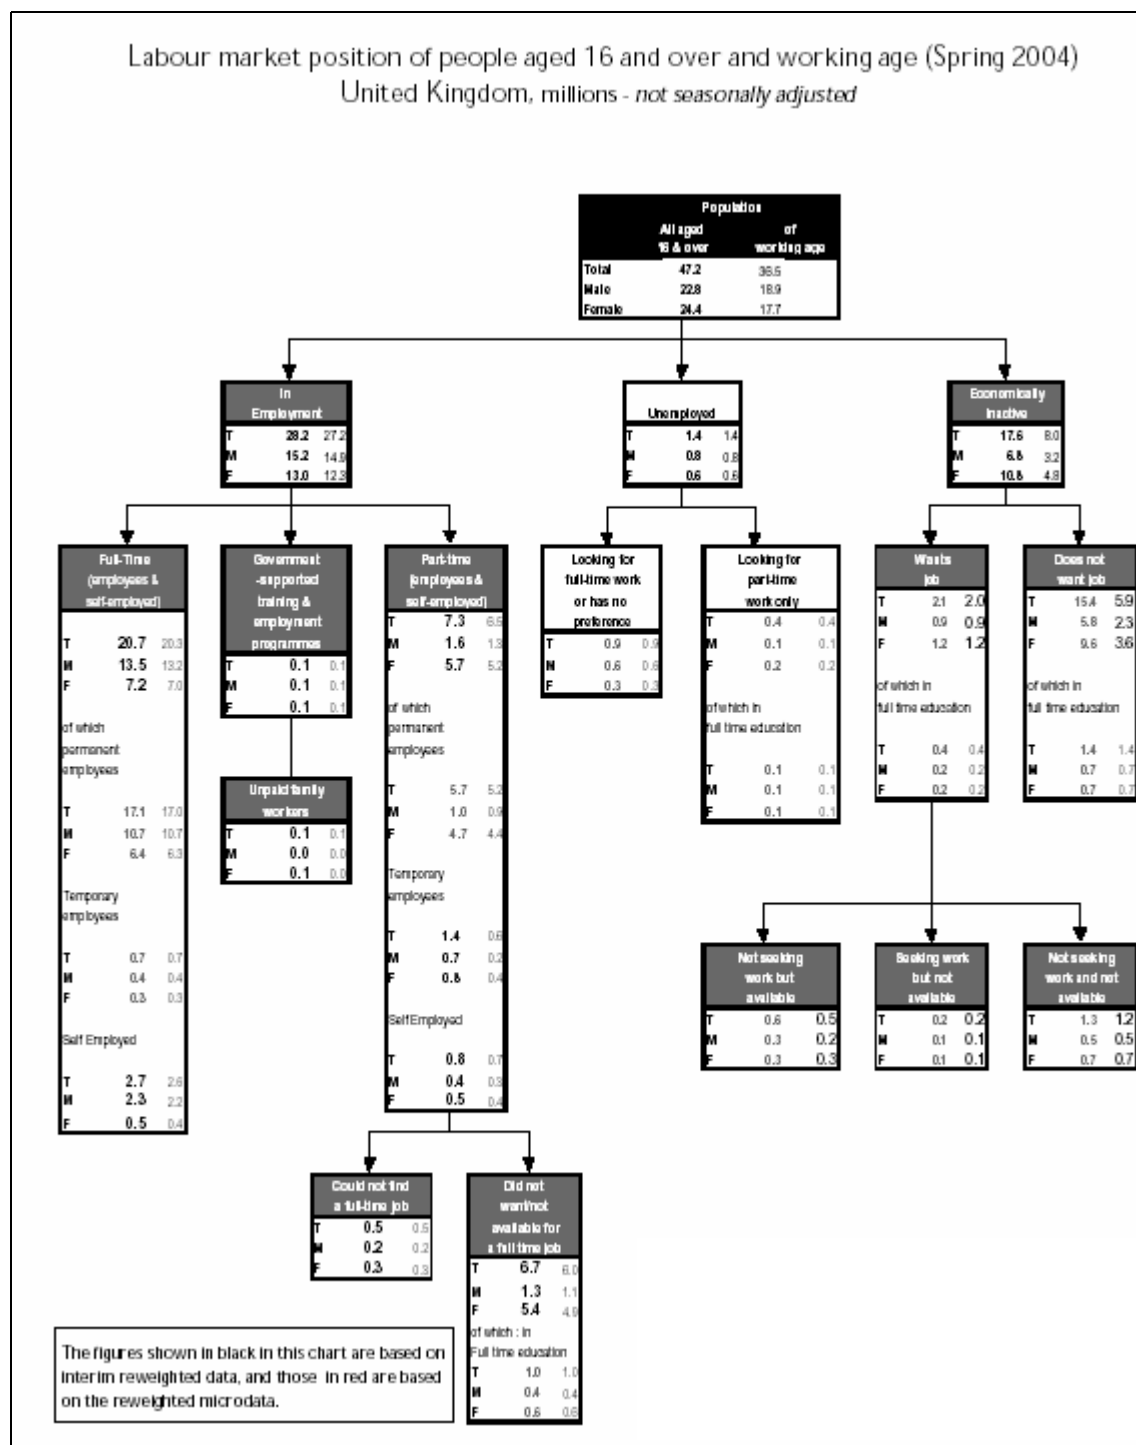 Labour market position of people aged 16 and over and working age (Spring 2004)
United Kingdom, millions - not seasonally adjusted
Population
All aged of
16 & over working age
Total 47.2 36.5
Male 22.8 18.9
Female 24.4 17.7
In
Employment
T 28.2 27.2
M 15.2 14.9
F 13.0 12.3
Unemployed
T 1.4 1.4
M 0.8 0.8
F 0.6 0.6
Economically
Inactive
T 17.6 8.0
M 6.8 3.2
F 10.8 4.8
Full-Time
(employees &
self-employed)
T 20.7 20.3
M 13.5 13.2
F 7.2 7.0
of which
permanent
employees
T 17.1 17.0
M 10.7 10.7
F 6.4 6.3
Temporary
employees
T 0.7 0.7
M 0.4 0.4
F 0.3 0.3
Self Employed
T 2.7 2.6
M 2.3 2.2
F 0.5 0.4
Government
-supported
training &
employment
programmes
T 0.1 0.1
M 0.1 0.1
F 0.1 0.1
Unpaid family
workers
T 0.1 0.1
M 0.0 0.0
F 0.1 0.0
Part-time
(employees &
self-employed)
T 7.3 6.5
M 1.6 1.3
F 5.7 5.2
of which
permanent
employees
T 5.7 5.2
M 1.0 0.9
F 4.7 4.4
Temporary
employees
T 1.4 0.6
M 0.7 0.2
F 0.8 0.4
Self Employed
T 0.8 0.7
M 0.4 0.3
F 0.5 0.4
Looking for
full-time work
or has no
preference
T 0.9 0.9
M 0.6 0.6
F 0.3 0.3
Looking for
part-time
work only
T 0.4 0.4
M 0.1 0.1
F 0.2 0.2
of which in
full time education
T 0.1 0.1
M 0.1 0.1
F 0.1 0.1
Wants
job
T 2.1 2.0
M 0.9 0.9
F 1.2 1.2
of which in
full time education
T 0.4 0.4
M 0.2 0.2
F 0.2 0.2
Does not
want job
T 15.4 5.9
M 5.8 2.3
F 9.6 3.6
of which in
full time education
T 1.4 1.4
M 0.7 0.7
F 0.7 0.7
Not seeking
work but
available
T 0.6 0.5
M 0.3 0.2
F 0.3 0.3
Seeking work
but not
available
T 0.2 0.2
M 0.1 0.1
F 0.1 0.1
Not seeking
work and not
available
T 1.3 1.2
M 0.5 0.5
F 0.7 0.7
Could not find
a full-time job
T 0.5 0.5
M 0.2 0.2
F 0.3 0.3
Did not
want/not
available for
a full time job
T 6.7 6.0
M 1.3 1.1
F 5.4 4.9
of which : in
Full time education
T 1.0 1.0
M 0.4 0.4
F 0.6 0.6
The figures shown in black in this chart are based on
interim reweighted data, and those in red are based
on the reweighted microdata.